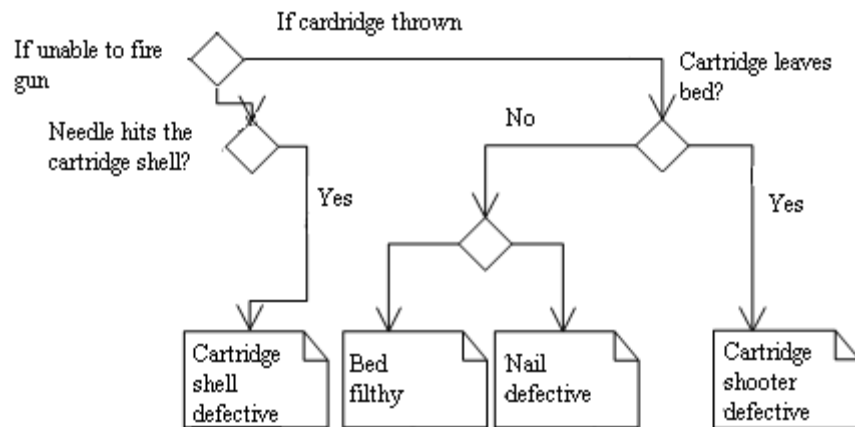 If cardridge thrown
If unable to fire
gun
Cartridge leaves
bed?
Needle hits the
cartridge shell?
No
Yes
Yes
Cartridge
shell
defective
Bed
filthy
Nail
defective
Cartridge
shooter
defective